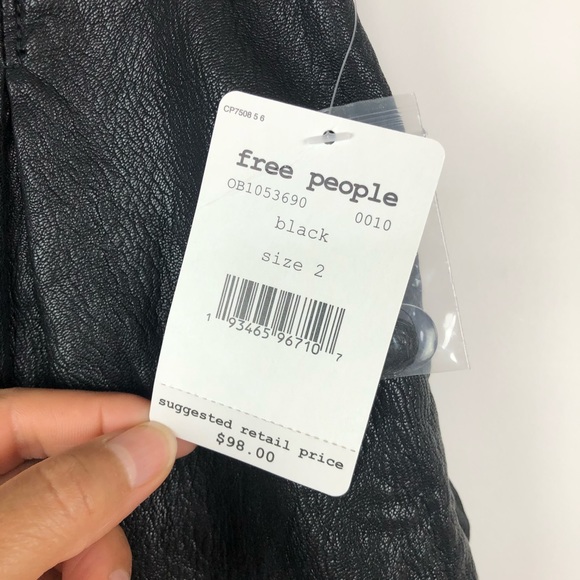 CP7508 5 6
free people
OB1053690 0010
black
size 2
1 93465 96710 7
suggested retail price
$98.00